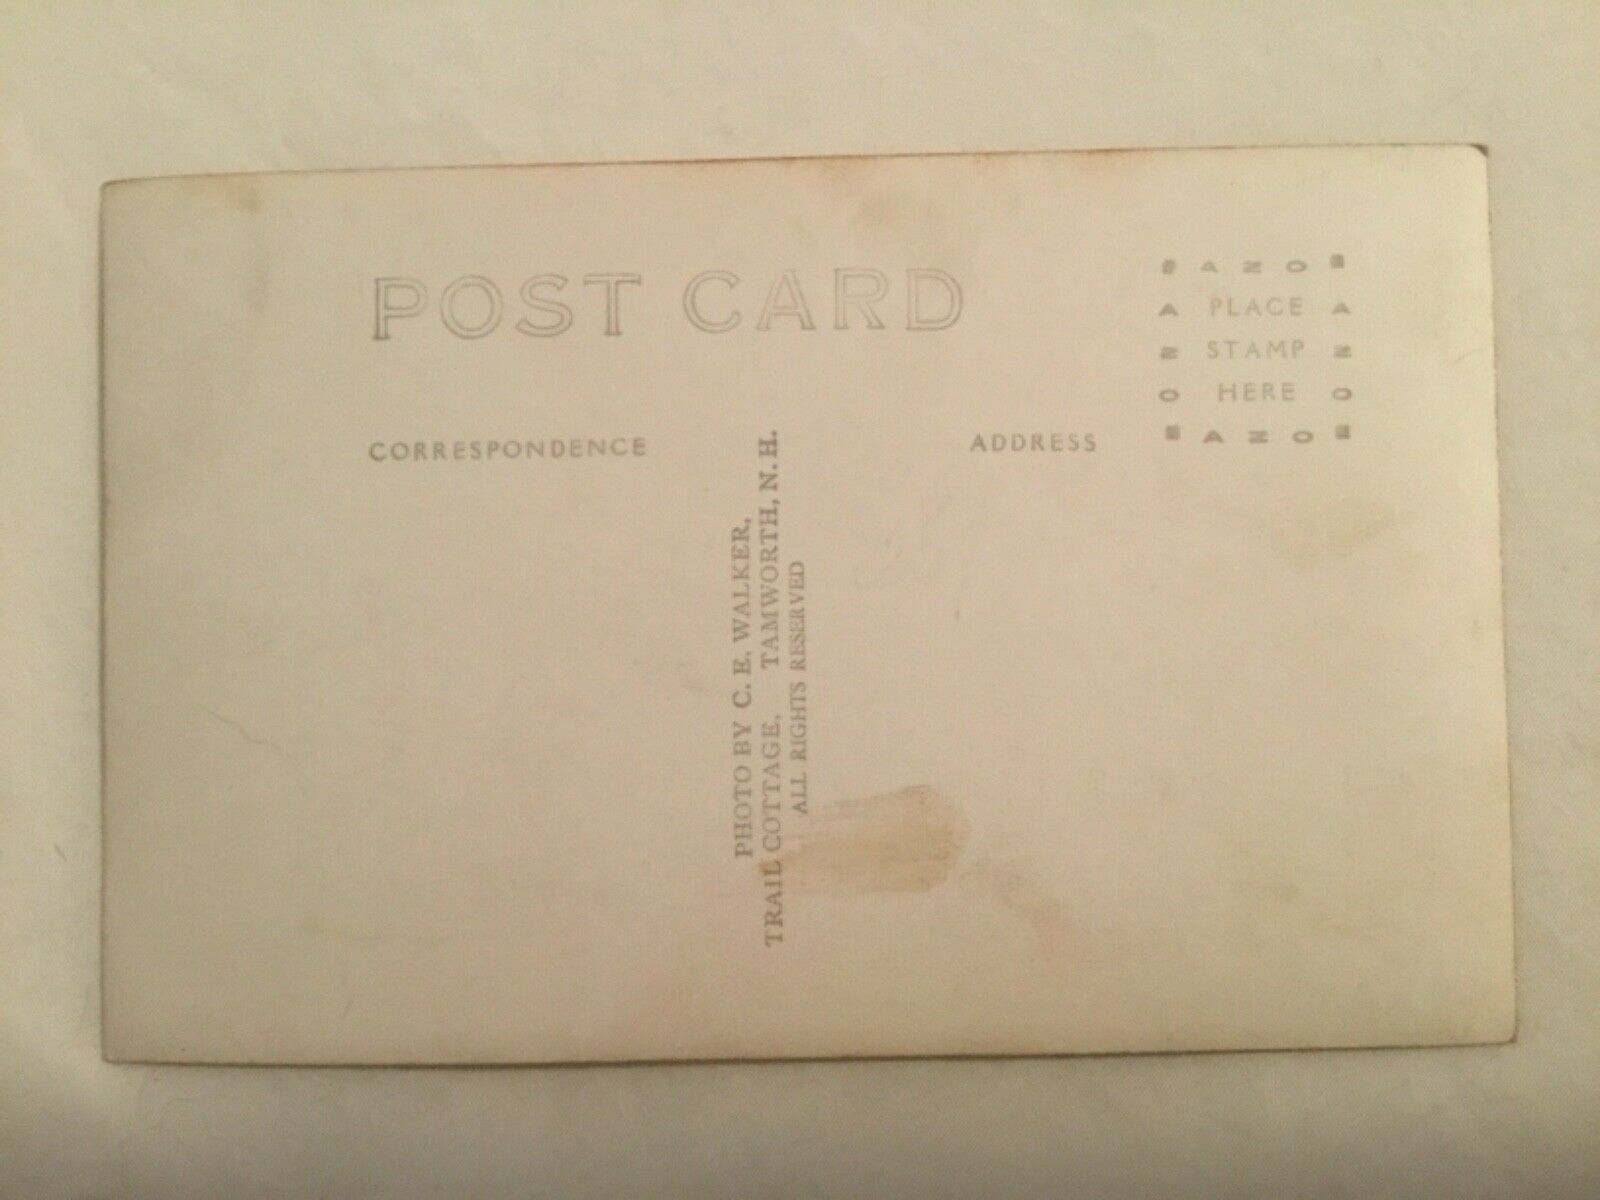 POST CARD
CORRESPONDENCE
ADDRESS
AZO
PLACE
STAMP
HERE
AZO
PHOTO BY C. E. WALKER,
TRAIL COTTAGE, TAMWORTH, N. H.
ALL RIGHTS RESERVED